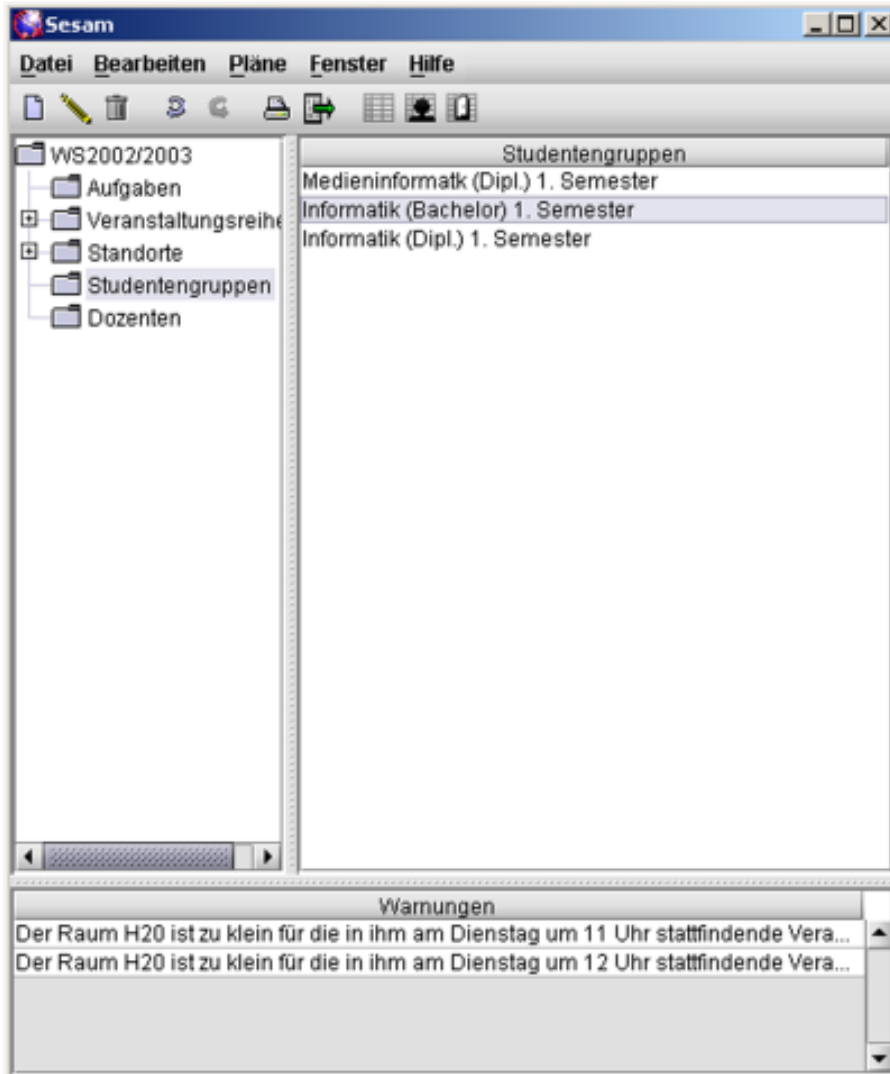 Sesam
Datei Bearbeiten Pläne Fenster Hilfe
WS2002/2003
Aufgaben
Veranstaltungsreihe
Standorte
Studentengruppen
Dozenten
Studentengruppen
Medieninformatk (Dipl.) 1. Semester
Informatik (Bachelor) 1. Semester
Informatik (Dipl.) 1. Semester
Warnungen
Der Raum H20 ist zu klein für die in ihm am Dienstag um 11 Uhr stattfindende Vera...
Der Raum H20 ist zu klein für die in ihm am Dienstag um 12 Uhr stattfindende Vera...